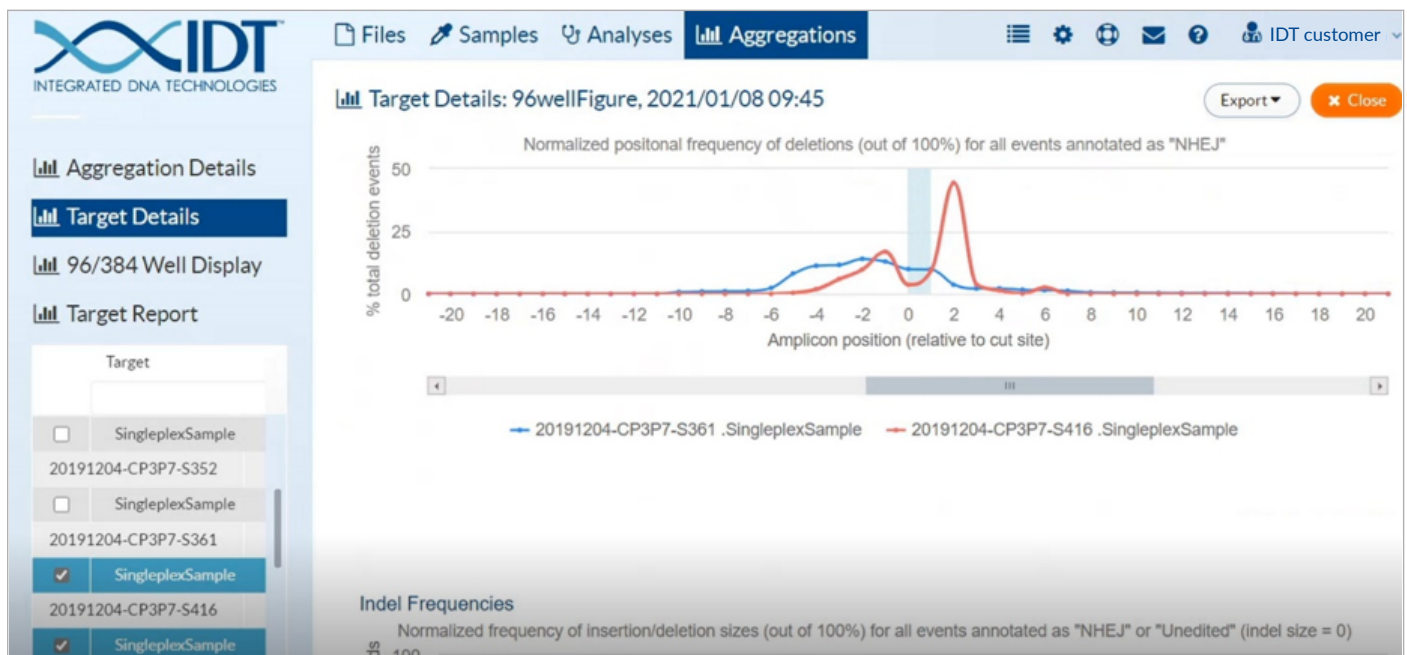 IDT
INTEGRATED DNA TECHNOLOGIES
Files Samples Analyses Aggregations IDT customer
Target Details: 96wellFigure, 2021/01/08 09:45
Export Close
Aggregation Details
Target Details
96/384 Well Display
Target Report
Target
SingleplexSample
20191204-CP3P7-S352
SingleplexSample
20191204-CP3P7-S361
SingleplexSample
20191204-CP3P7-S416
SingleplexSample
Normalized positonal frequency of deletions (out of 100%) for all events annotated as "NHEJ"
% total deletion events
50
25
0
-20 -18 -16 -14 -12 -10 -8 -6 -4 -2 0 2 4 6 8 10 12 14 16 18 20
Amplicon position (relative to cut site)
20191204-CP3P7-S361 .SingleplexSample 20191204-CP3P7-S416 .SingleplexSample
Indel Frequencies
Normalized frequency of insertion/deletion sizes (out of 100%) for all events annotated as "NHEJ" or "Unedited" (indel size = 0)
100